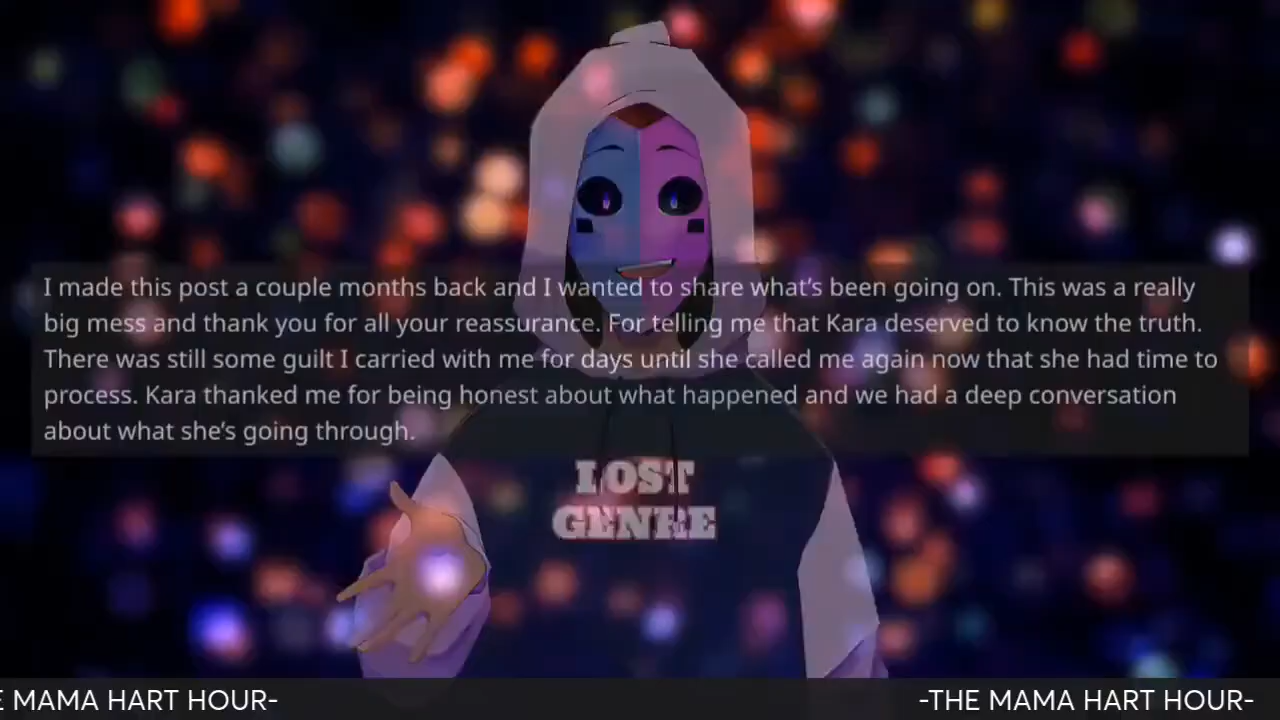 I made this post a couple months back and I wanted to share what's been going on. This was a really
big mess and thank you for all your reassurance. For telling me that Kara deserved to know the truth.
There was still some guilt I carried with me for days until she called me again now that she had time to
process. Kara thanked me for being honest about what happened and we had a deep conversation
about what she's going through.
LOST
GENRE
E MAMA HART HOUR-
-THE MAMA HART HOUR-